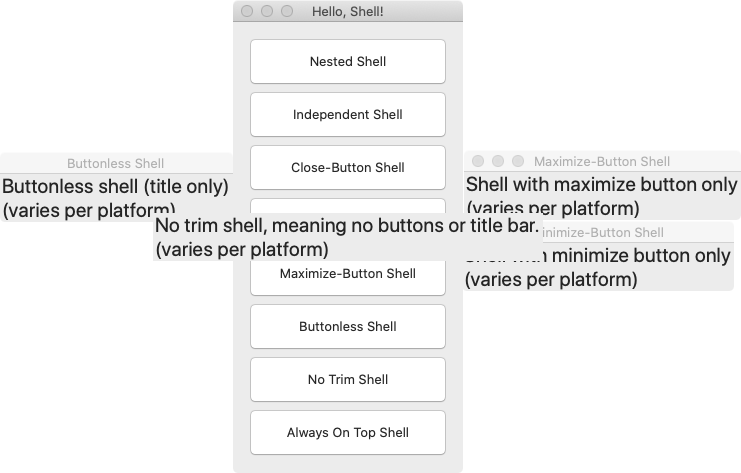 Hello, Shell!
Nested Shell
Independent Shell
Close-Button Shell
Buttonless Shell
Buttonless shell (title only)
(varies per platform)
Maximize-Button Shell
Shell with maximize button only
(varies per platform)
No trim shell, meaning no buttons or title bar.
(varies per platform)
Shell
with minimize button only
(varies per platform)
Maximize-Button Shell
Buttonless Shell
No Trim Shell
Always On Top Shell